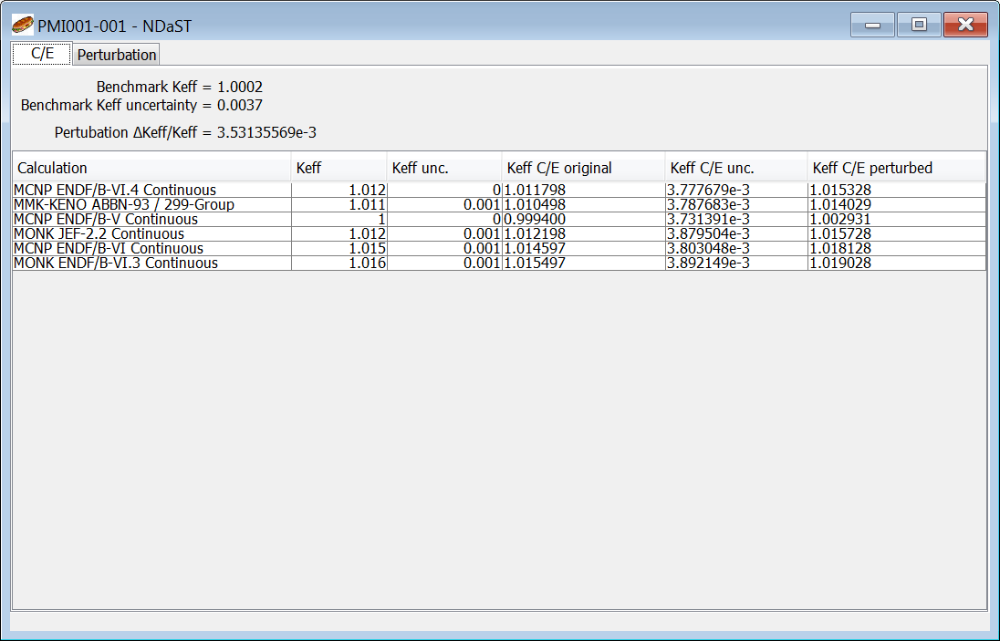 PMI001-001 - NDaST
C/E Perturbation
Benchmark Keff = 1.0002
Benchmark Keff uncertainty = 0.0037
Pertubation ΔKeff/Keff = 3.53135569e-3
Calculation Keff Keff unc. Keff C/E original Keff C/E unc. Keff C/E perturbed
MCNP ENDF/B-VI.4 Continuous 1.012 0 1.011798 3.777679e-3 1.015328
MMK-KENO ABBN-93 / 299-Group 1.011 0.001 1.010498 3.787683e-3 1.014029
MCNP ENDF/B-V Continuous 1 0 0.999400 3.731391e-3 1.002931
MONK JEF-2.2 Continuous 1.012 0.001 1.012198 3.879504e-3 1.015728
MCNP ENDF/B-VI Continuous 1.015 0.001 1.014597 3.803048e-3 1.018128
MONK ENDF/B-VI.3 Continuous 1.016 0.001 1.015497 3.892149e-3 1.019028